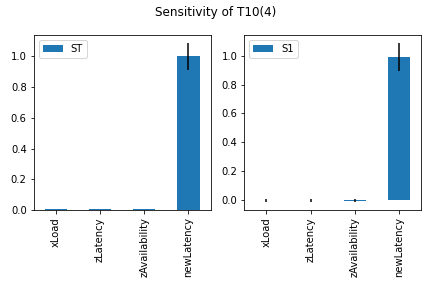 Sensitivity of T10(4)
ST
1.0
0.8
0.6
0.4
0.2
0.0
xLoad
zLatency
zAvailability
newLatency
S1
1.0
0.8
0.6
0.4
0.2
0.0
xLoad
zLatency
zAvailability
newLatency